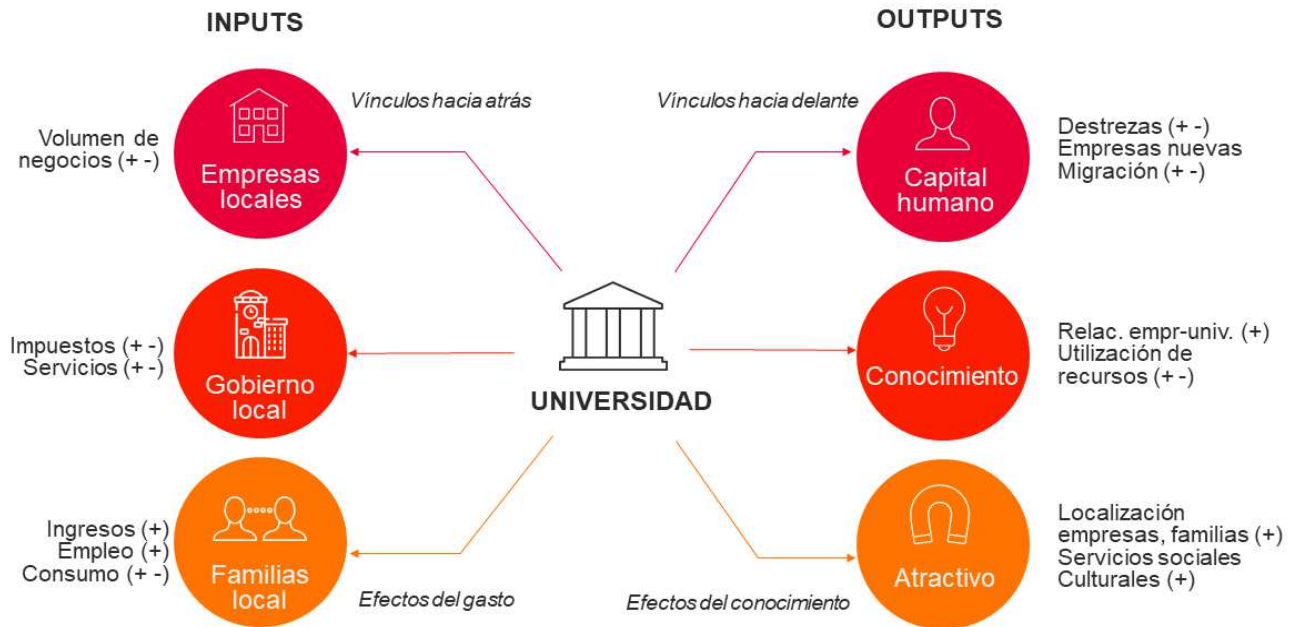 INPUTS
OUTPUTS
Vínculos hacia atrás
Vínculos hacia delante
Volumen de
negocios (+ -)
Empresas
locales
Capital
humano
Destrezas (+ -)
Empresas nuevas
Migración (+ -)
Impuestos (+ -)
Servicios (+ -)
Gobierno
local
UNIVERSIDAD
Conocimiento
Relac. empr-univ. (+)
Utilización de
recursos (+ -)
Ingresos (+)
Empleo (+)
Consumo (+ -)
Familias
local
Efectos del gasto
Efectos del conocimiento
Atractivo
Localización
empresas, familias (+)
Servicios sociales
Culturales (+)